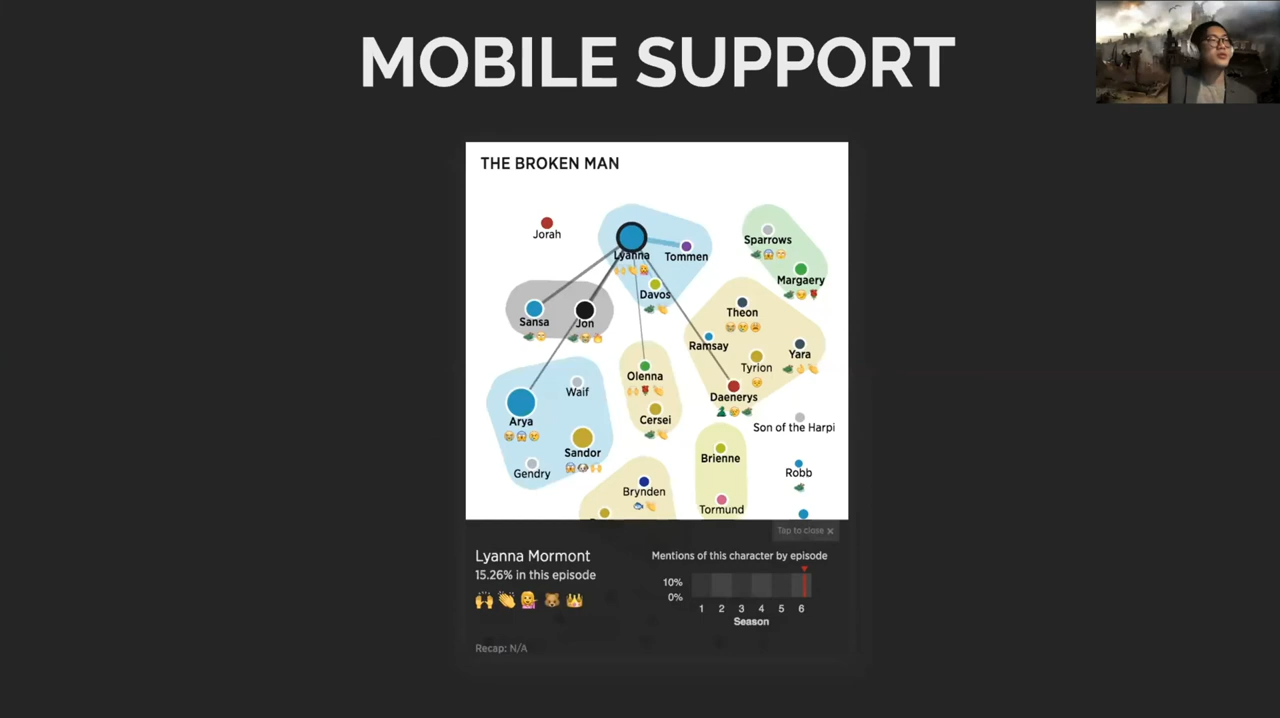 MOBILE SUPPORT
THE BROKEN MAN
Jorah
Lyanna
Tommen
Sparrows
Margaery
Davos
Sansa
Jon
Theon
Ramsay
Yara
Tyrion
Olenna
Daenerys
Waif
Arya
Cersei
Son of the Harpi
Sandor
Gendry
Brienne
Robb
Brynden
Tormund
Tap to close ×
Lyanna Mormont
15.26% in this episode
Mentions of this character by episode
10%
0%
1 2 3 4 5 6
Season
Recap: N/A